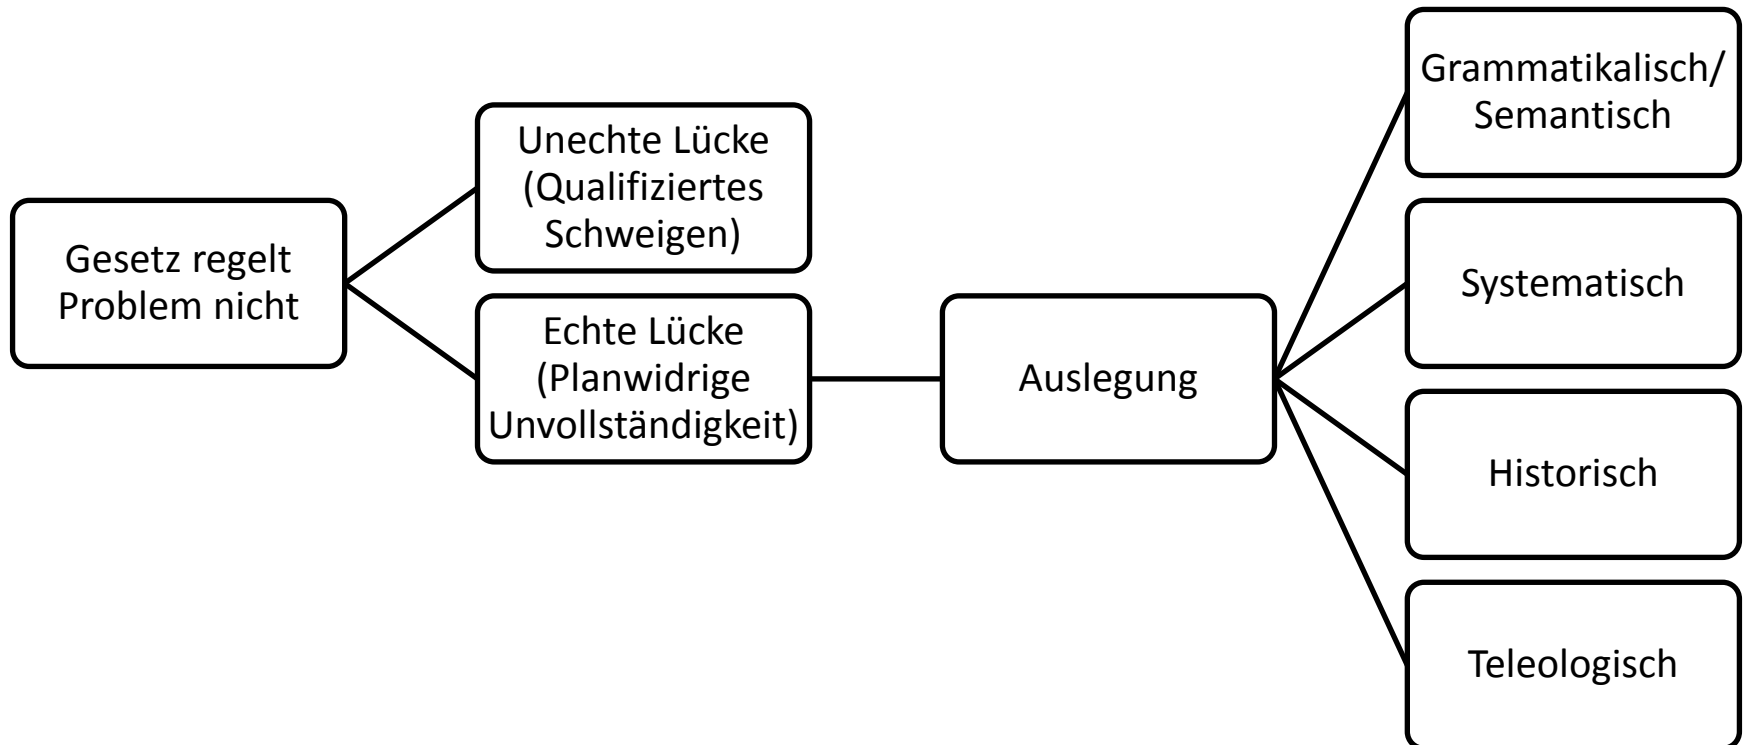 Gesetz regelt
Problem nicht
Unechte Lücke
(Qualifiziertes
Schweigen)
Echte Lücke
(Planwidrige
Unvollständigkeit)
Auslegung
Grammatikalisch/
Semantisch
Systematisch
Historisch
Teleologisch